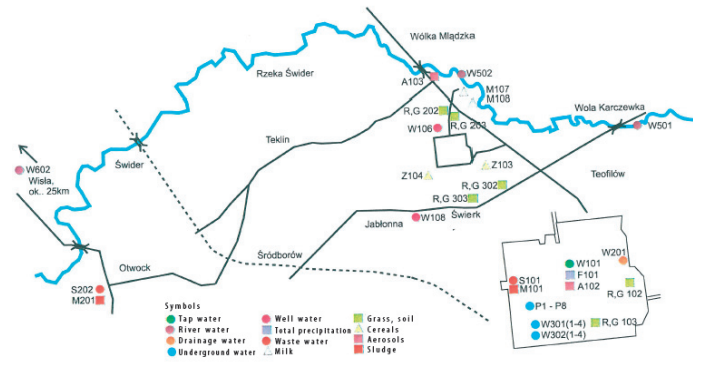 Wólka Mlądzka
Rzeka Świder
A103
W502
M107
M108
R,G 202
Wola Karczewka
W106
R,G 203
W501
Teklin
Świder
W602
Wisła,
ok.. 25km
Z103
Z104
Teofilów
R,G 302
R,G 303
Świerk
Jabłonna
W108
Śródborów
Otwock
S202
M201
W201
W101
F101
A102
S101
M101
R,G 102
P1 - P8
W301(1-4)
R,G 103
W302(1-4)
Symbols
Tap water
River water
Drainage water
Underground water
Well water
Total precipitation
Waste water
Milk
Grass, soil
Cereals
Aerosols
Sludge